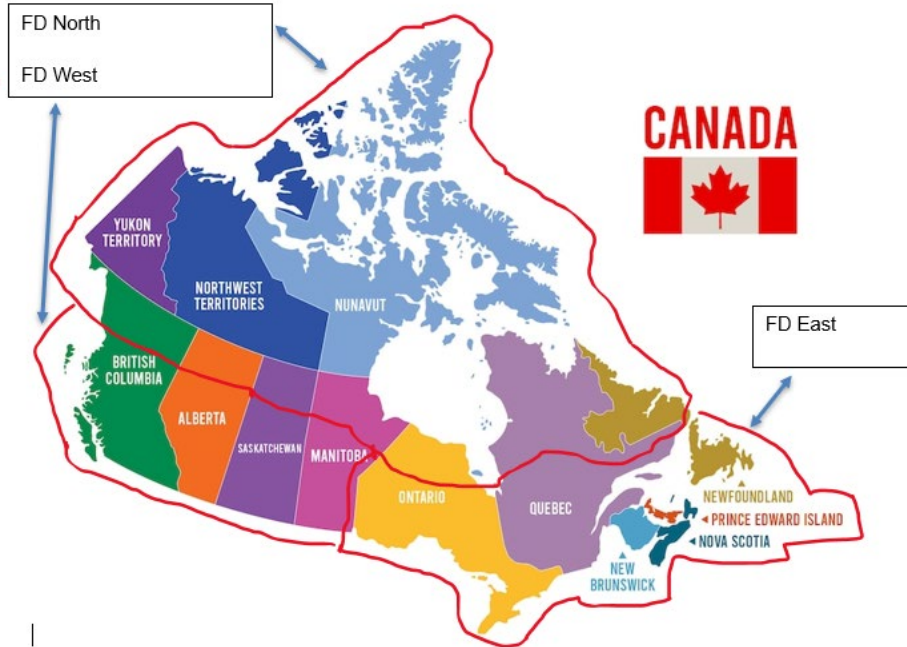 FD North
FD West
CANADA
YUKON
TERRITORY
NORTHWEST
TERRITORIES
NUNAVUT
FD East
BRITISH
COLUMBIA
ALBERTA
SASKATCHEWAN
MANITOBA
ONTARIO
QUEBEC
NEWFOUNDLAND
PRINCE EDWARD ISLAND
NOVA SCOTIA
NEW
BRUNSWICK